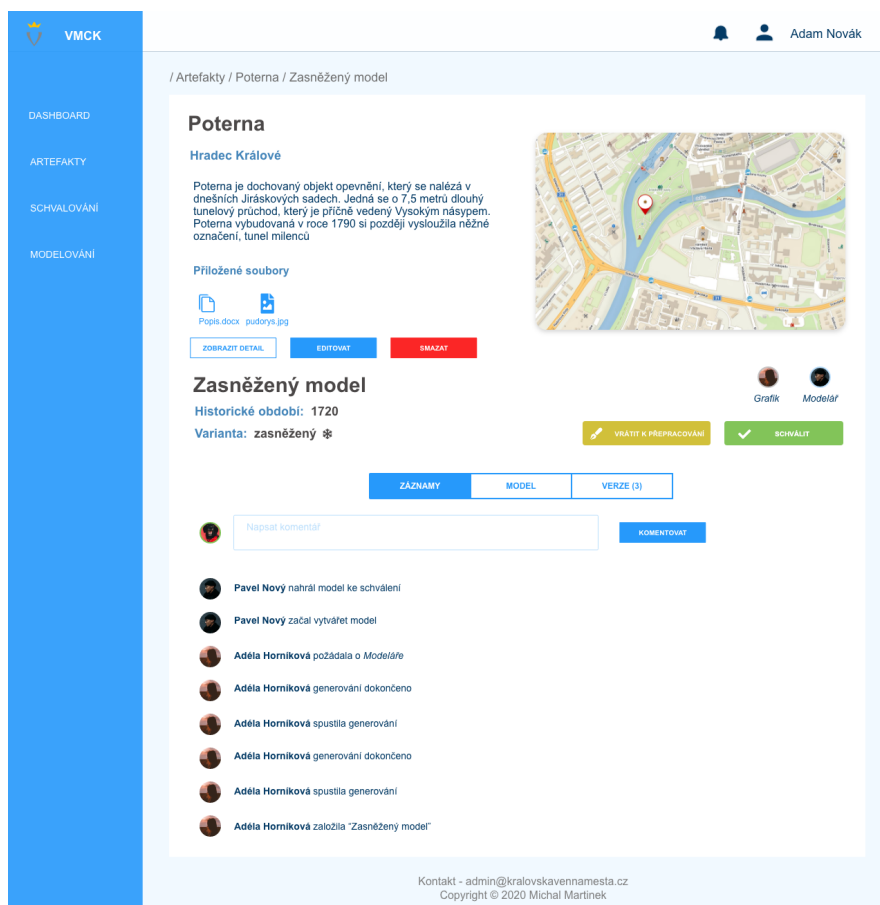 VMCK
Adam Novák
DASHBOARD
ARTEFAKTY
SCHVALOVÁNÍ
MODELOVÁNÍ
/ Artefakty / Poterna / Zasněžený model
Poterna
Hradec Králové
Poterna je dochovaný objekt opevnění, který se nalézá v
dnešních Jiráskových sadech. Jedná se o 7,5 metrů dlouhý
tunelový průchod, který je příčně vedený Vysokým násypem.
Poterna vybudovaná v roce 1790 si později vysloužila něžné
označení, tunel milenců
Přiložené soubory
Popis.docx pudorys.jpg
ZOBRAZIT DETAIL
EDITOVAT
SMAZAT
Zasněžený model
Historické období: 1720
Varianta: zasněžený
Grafik
Modelář
VRÁTIT K PŘEPRACOVÁNÍ
SCHVÁLIT
ZÁZNAMY
MODEL
VERZE (3)
Napsat komentář
KOMENTOVAT
Pavel Nový nahrál model ke schválení
Pavel Nový začal vytvářet model
Adéla Horníková požádala o Modeláře
Adéla Horníková generování dokončeno
Adéla Horníková spustila generování
Adéla Horníková generování dokončeno
Adéla Horníková spustila generování
Adéla Horníková založila "Zasněžený model"
Kontakt - admin@kralovskavennamesta.cz
Copyright © 2020 Michal Martinek